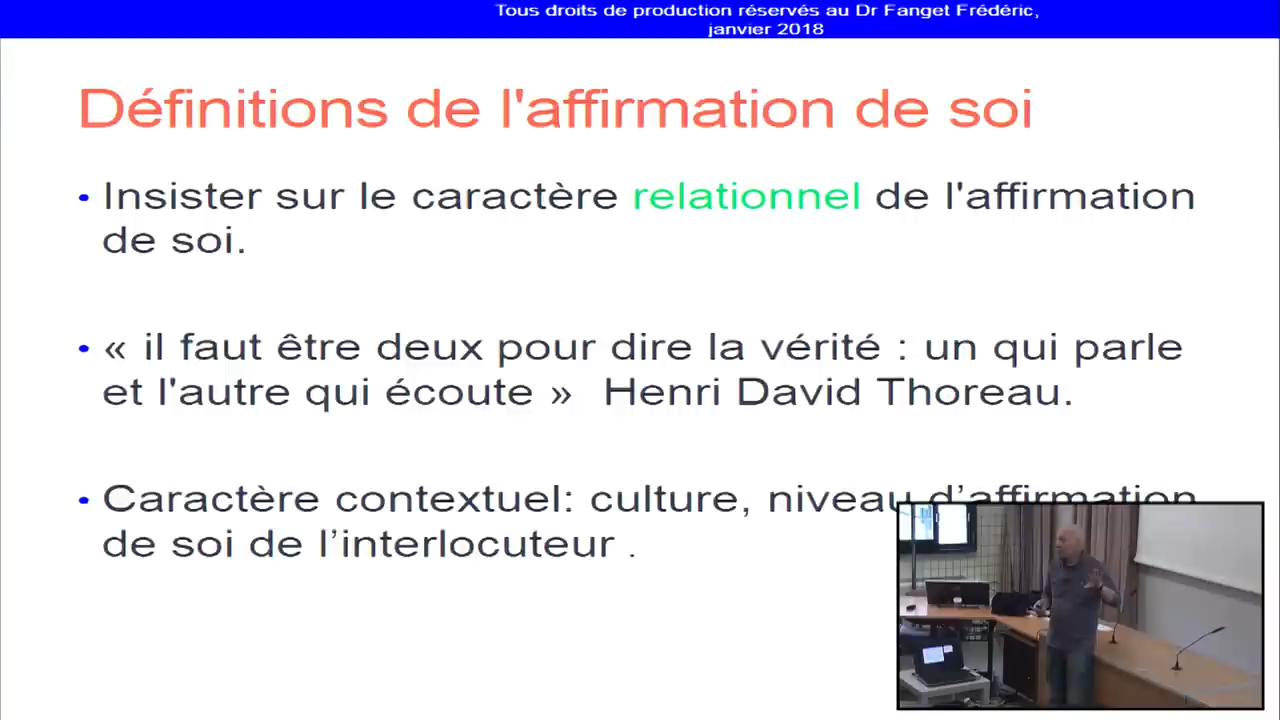 Tous droits de production réservés au Dr Fanget Frédéric,
janvier 2018
Définitions de l'affirmation de soi
• Insister sur le caractère relationnel de l'affirmation
de soi.
• « il faut être deux pour dire la vérité : un qui parle
et l'autre qui écoute »  Henri David Thoreau.
• Caractère contextuel: culture, niveau d’affirmation
de soi de l’interlocuteur .